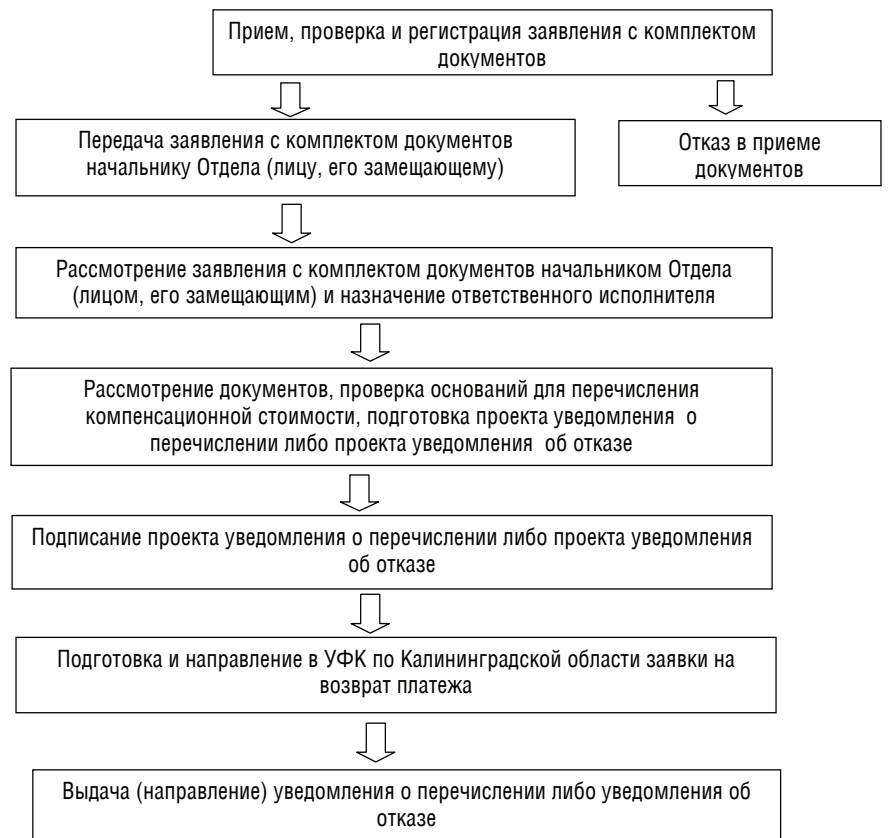 Прием, проверка и регистрация заявления с комплектом
документов
Передача заявления с комплектом документов
начальнику Отдела (лицу, его замещающему)
Отказ в приеме
документов
Рассмотрение заявления с комплектом документов начальником Отдела
(лицом, его замещающим) и назначение ответственного исполнителя
Рассмотрение документов, проверка оснований для перечисления
компенсационной стоимости, подготовка проекта уведомления о
перечислении либо проекта уведомления об отказе
Подписание проекта уведомления о перечислении либо проекта уведомления
об отказе
Подготовка и направление в УФК по Калининградской области заявки на
возврат платежа
Выдача (направление) уведомления о перечислении либо уведомления об
отказе